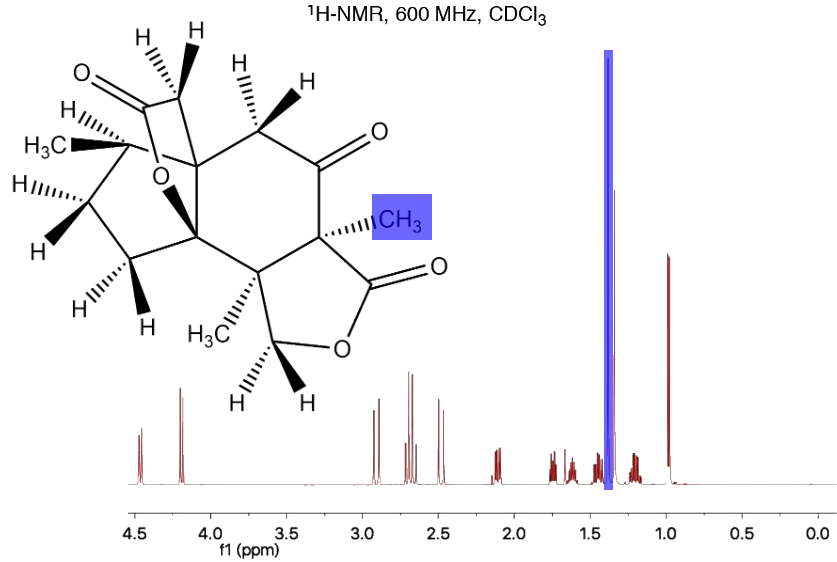 ¹H-NMR, 600 MHz, CDCl₃
H H
O H H
H O
H₃C
O
H CH₃
H O
H H H₃C O
H H
4.5 4.0 3.5 3.0 2.5 2.0 1.5 1.0 0.5 0.0
f1 (ppm)